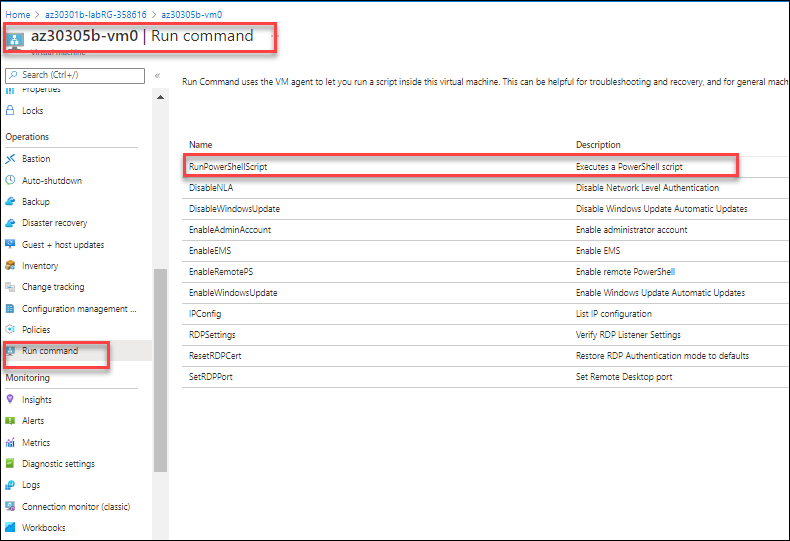 Home > az30301b-labRG-358616 > az30305b-vm0
az30305b-vm0 | Run command ...
Virtual machine
Search (Ctrl+/)
«
Properties
Locks
Operations
Bastion
Auto-shutdown
Backup
Disaster recovery
Guest + host updates
Inventory
Change tracking
Configuration management ...
Policies
Run command
Monitoring
Insights
Alerts
Metrics
Diagnostic settings
Logs
Connection monitor (classic)
Workbooks
Run Command uses the VM agent to let you run a script inside this virtual machine. This can be helpful for troubleshooting and recovery, and for general mach
Name Description
RunPowerShellScript Executes a PowerShell script
DisableNLA Disable Network Level Authentication
DisableWindowsUpdate Disable Windows Update Automatic Updates
EnableAdminAccount Enable administrator account
EnableEMS Enable EMS
EnableRemotePS Enable remote PowerShell
EnableWindowsUpdate Enable Windows Update Automatic Updates
IPConfig List IP configuration
RDPSettings Verify RDP Listener Settings
ResetRDPCert Restore RDP Authentication mode to defaults
SetRDPPort Set Remote Desktop port